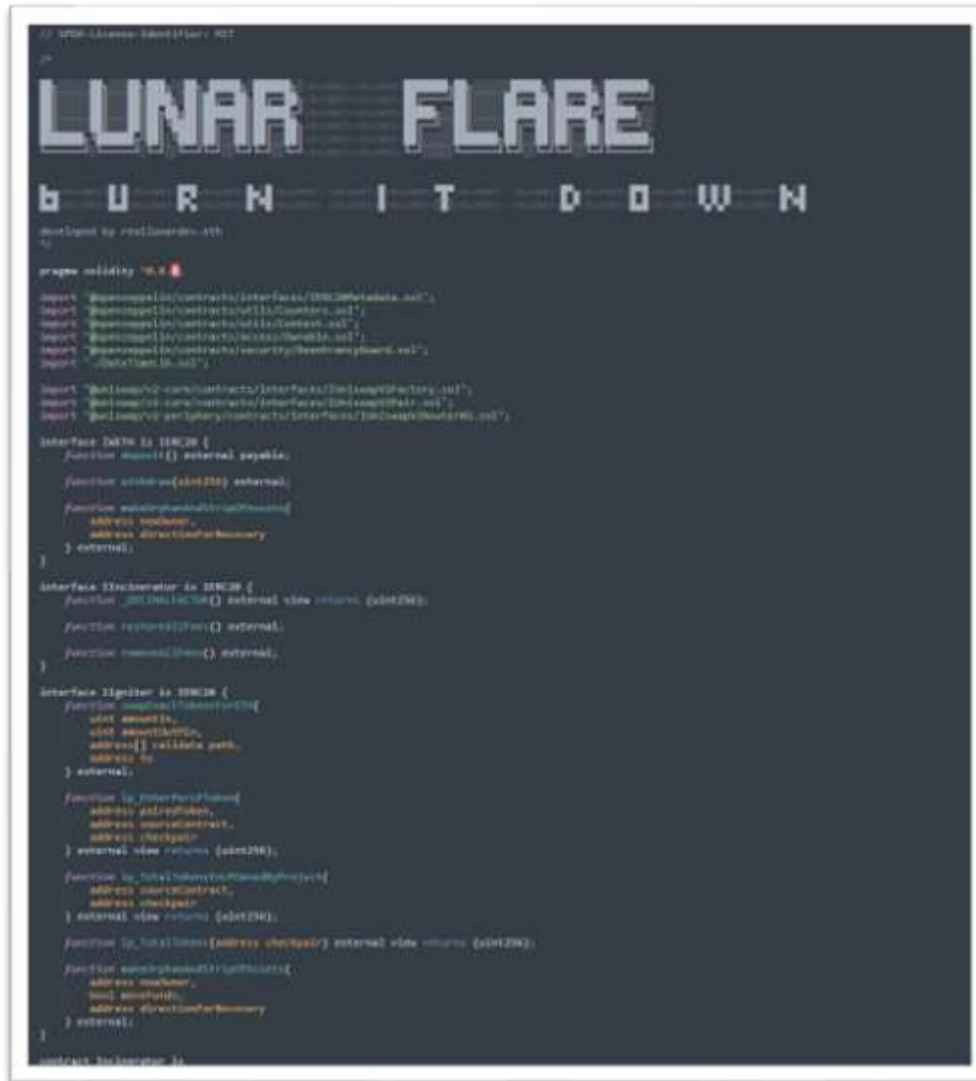 // SPDX-License-Identifier: MIT
/*
LUNAR FLARE
bURN IT DOWN
developed by reallunardev.eth
*/
pragma solidity ^0.8.
import "@openzeppelin/contracts/interfaces/IERC20Metadata.sol";
import "@openzeppelin/contracts/utils/Counters.sol";
import "@openzeppelin/contracts/utils/Context.sol";
import "@openzeppelin/contracts/access/Ownable.sol";
import "@openzeppelin/contracts/security/ReentrancyGuard.sol";
import "./DateTimeLib.sol";
import "@uniswap/v2-core/contracts/interfaces/IUniswapV2Factory.sol";
import "@uniswap/v2-core/contracts/interfaces/IUniswapV2Pair.sol";
import "@uniswap/v2-periphery/contracts/interfaces/IUniswapV2Router02.sol";
interface IWETH is IERC20 {
function deposit() external payable;
function withdraw(uint256) external;
function makeOrphanAndStripOfAssets(
address newOwner,
address directionForRecovery
) external;
}
interface IIncinerator is IERC20 {
function _DECIMALFACTOR() external view returns (uint256);
function restoreAllFees() external;
function removeAllFees() external;
}
interface IIgniter is IERC20 {
function swapExactTokensForETH(
uint amountIn,
uint amountOutMin,
address[] calldata path,
address to
) external;
function lp_EtherPerLPToken(
address pairedToken,
address sourceContract,
address checkpair
) external view returns (uint256);
function
address sourceContract,
address checkpair
) external view returns (uint256);
function lp_TotalTokens(address checkpair) external view returns (uint256);
function makeOrphanAndStripOfAssets(
address newOwner,
bool moveFunds,
address directionForRecovery
) external;
}
contract Incinerator is